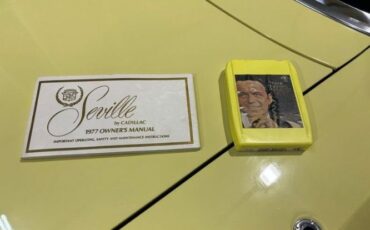 Seville
by CADILLAC
1977 OWNER'S MANUAL
IMPORTANT OPERATING, SAFETY AND MAINTENANCE INSTRUCTIONS